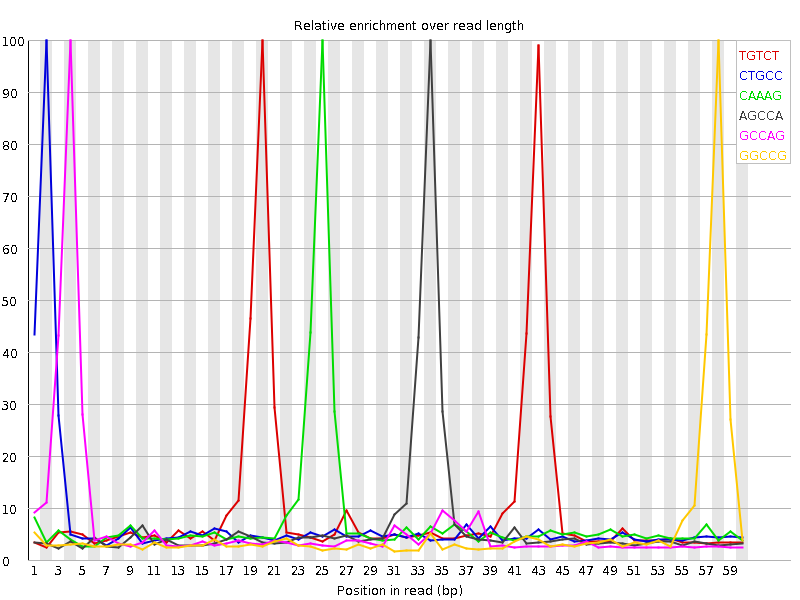 Relative enrichment over read length
100
90
80
70
60
50
40
30
20
10
0
TGTCT
CTGCC
CAAAG
AGCCA
GCCAG
GGCCG
1 3 5 7 9 11 13 15 17 19 21 23 25 27 29 31 33 35 37 39 41 43 45 47 49 51 53 55 57 59
Position in read (bp)